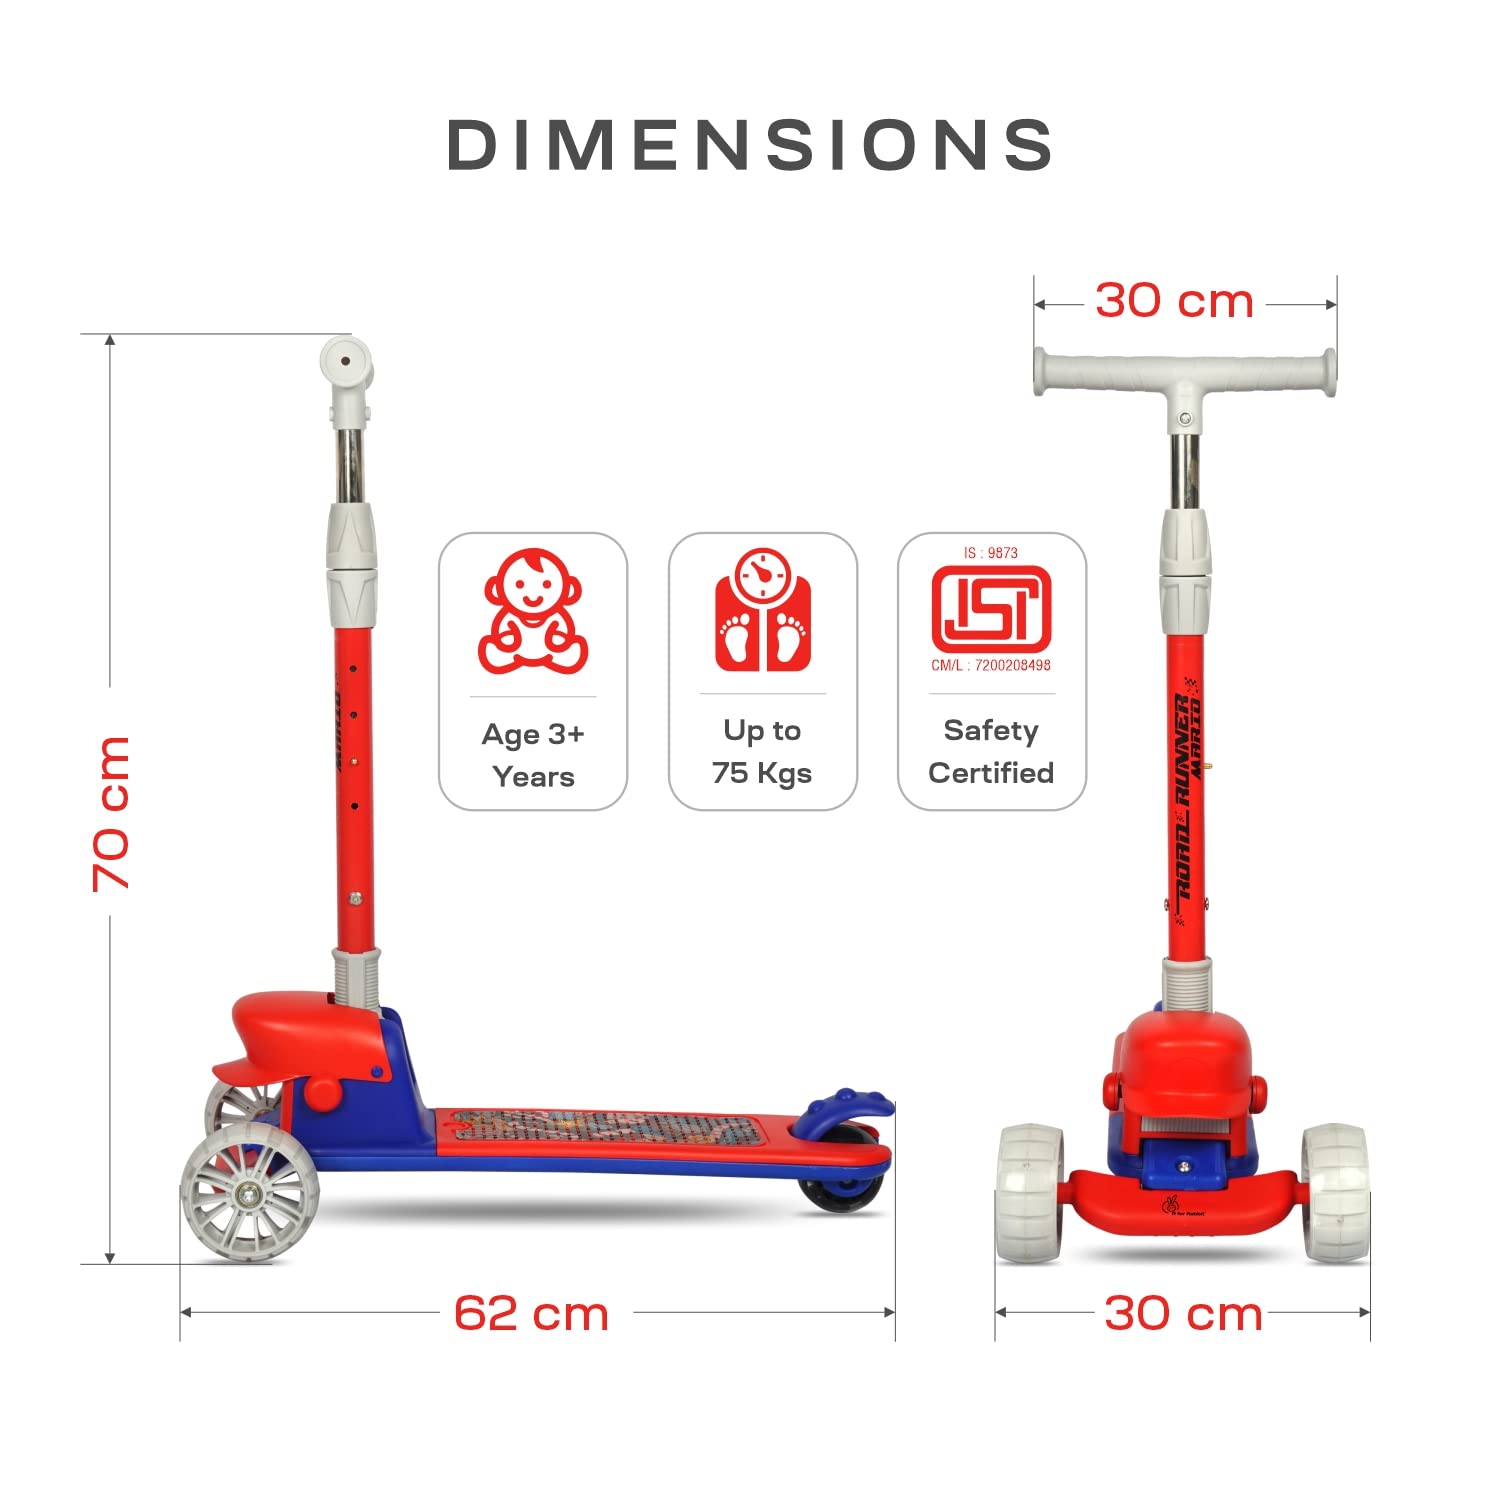 DIMENSIONS
30 cm
70 cm
Age 3+
Years
Up to
75 Kgs
IS : 9873
ISI
CM/L : 7200208498
Safety
Certified
ROAD RUNNER
MARIO
R for Rabbit
62 cm
30 cm